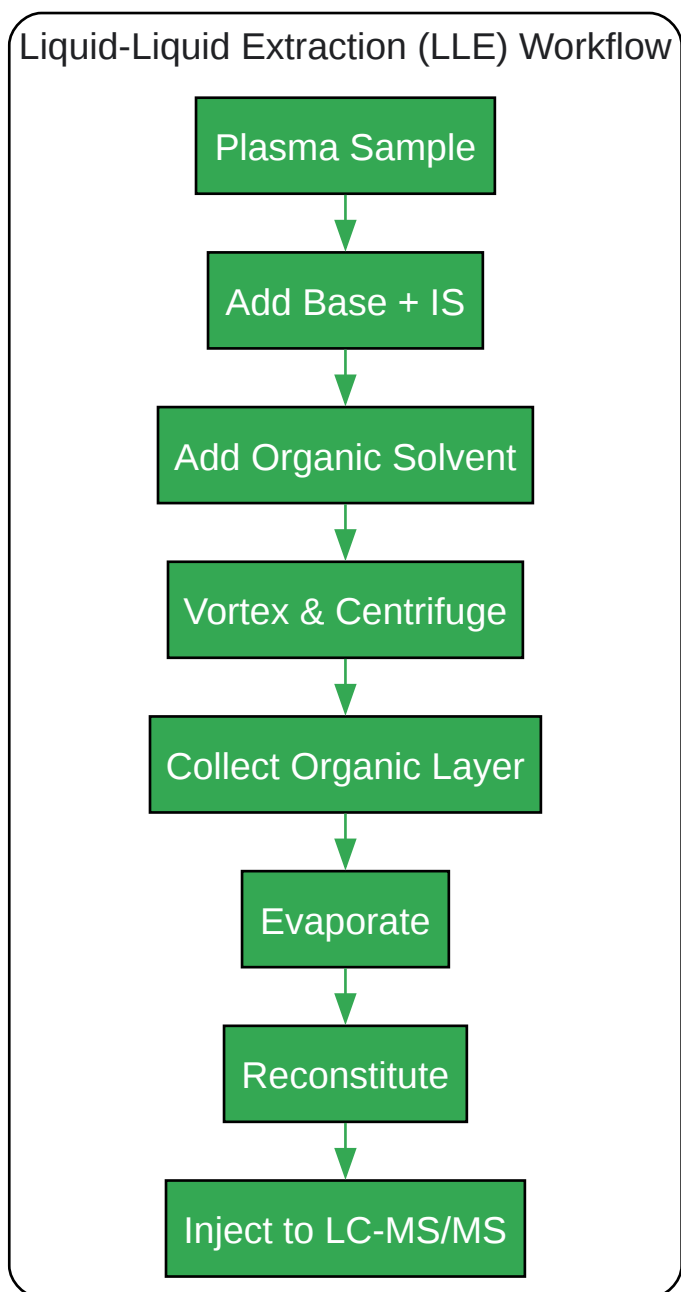 Liquid-Liquid Extraction (LLE) Workflow
Plasma Sample
Add Base + IS
Add Organic Solvent
Vortex & Centrifuge
Collect Organic Layer
Evaporate
Reconstitute
Inject to LC-MS/MS